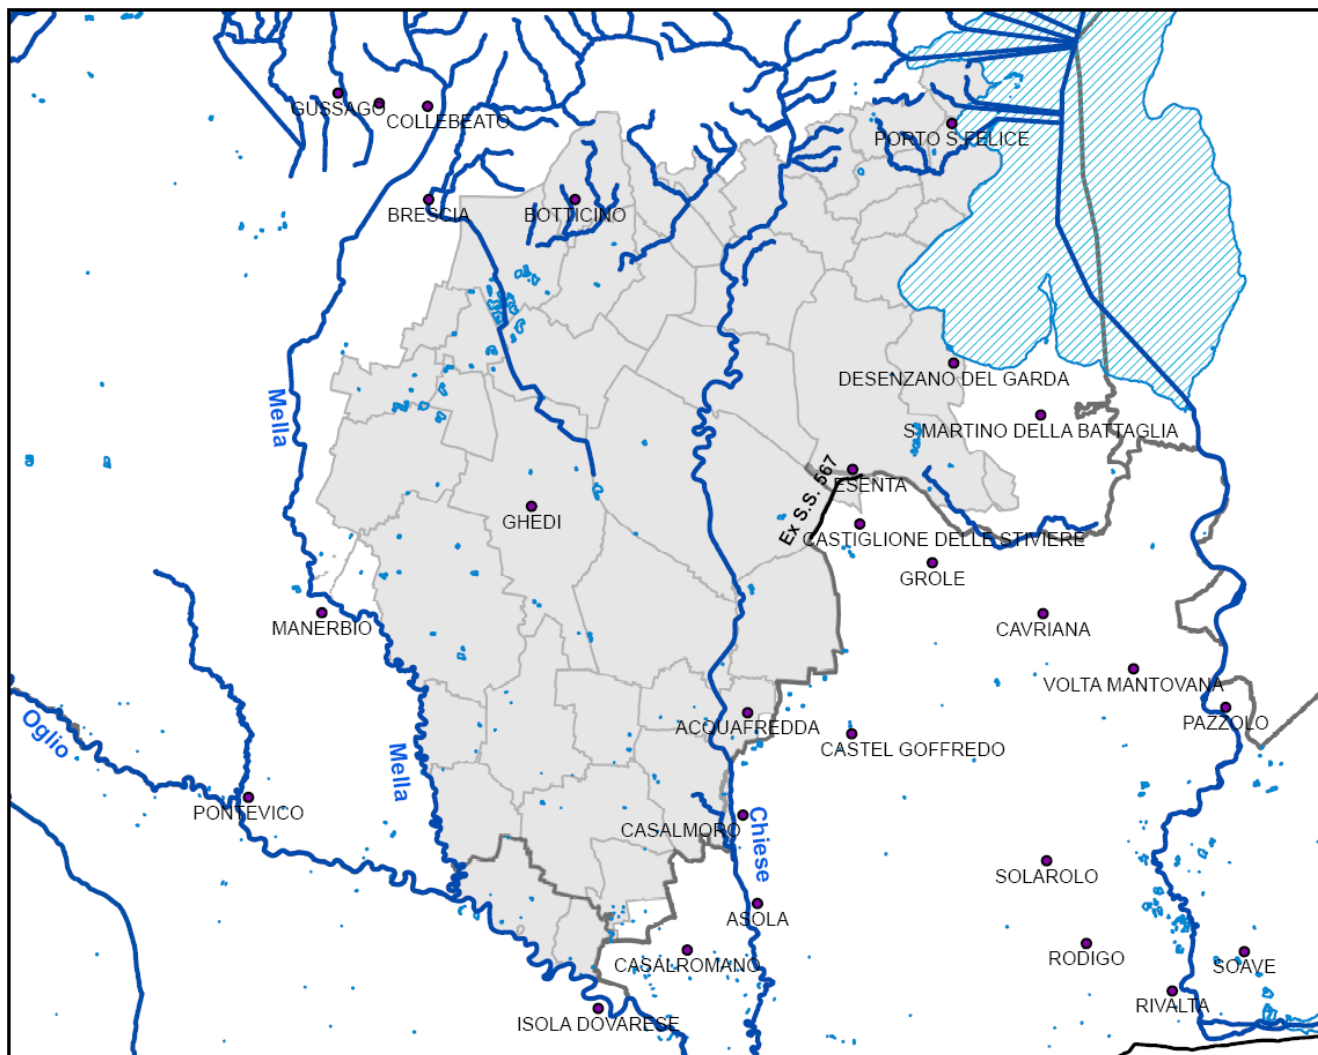 GUSSAGO
COLLEBEATO
PORTO S FELICE
BRESCIA
BOTTICINO
DESENZANO DEL GARDA
Mella
S MARTINO DELLA BATTAGLIA
Ex S.S. 567
ESENTA
GHEDI
CASTIGLIONE DELLE STIVIERE
GROLE
MANERBIO
CAVRIANA
VOLTA MANTOVANA
PAZZOLO
Oglio
ACQUAFREDDA
CASTEL GOFFREDO
Mella
PONTEVICO
CASALMORO
Chiese
SOLAROLO
ASOLA
CASALROMANO
RODIGO
SOAVE
RIVALTA
ISOLA DOVARESE